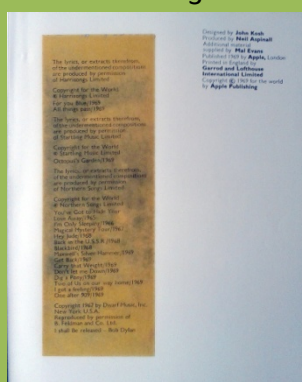 The lyrics, or extracts therefrom,
of the undermentioned compositions
are produced by permission
of Harrisongs Limited
Copyright for the World
© Harrisongs Limited
For you Blue/1969
All things pass/1969
The lyrics, or extracts therefrom,
of the undermentioned compositions
are produced by permission
of Startling Music Limited
Copyright for the World
© Startling Music Limited
Octopus's Garden/1969
The lyrics, or extracts therefrom,
of the undermentioned compositions
are produced by permission
of Northern Songs Limited
Copyright for the World
© Northern Songs Limited
You've Got to Hide Your
Love Away/1965
I'm Only Sleeping/1966
Magical Mystery Tour/1967
Hey Jude/1968
Back in the U.S.S.R./1968
Blackbird/1968
Maxwell's Silver Hammer/1969
Get Back/1969
Carry that Weight/1969
Don't let me Down/1969
Dig a Pony/1969
Two of Us on our way home/1969
I got a feeling/1969
One after 909/1969
Copyright 1962 by Dwarf Music, Inc.
New York U.S.A.
Reproduced by permission of
B. Feldman and Co. Ltd.
I shall Be released – Bob Dylan
Designed by John Kosh
Produced by Neil Aspinall
Additional material
supplied by Mal Evans
Published 1969 by Apple, London
Printed in England by
Garrod and Lofthouse
International Limited
Copyright © 1969 for the world
by Apple Publishing